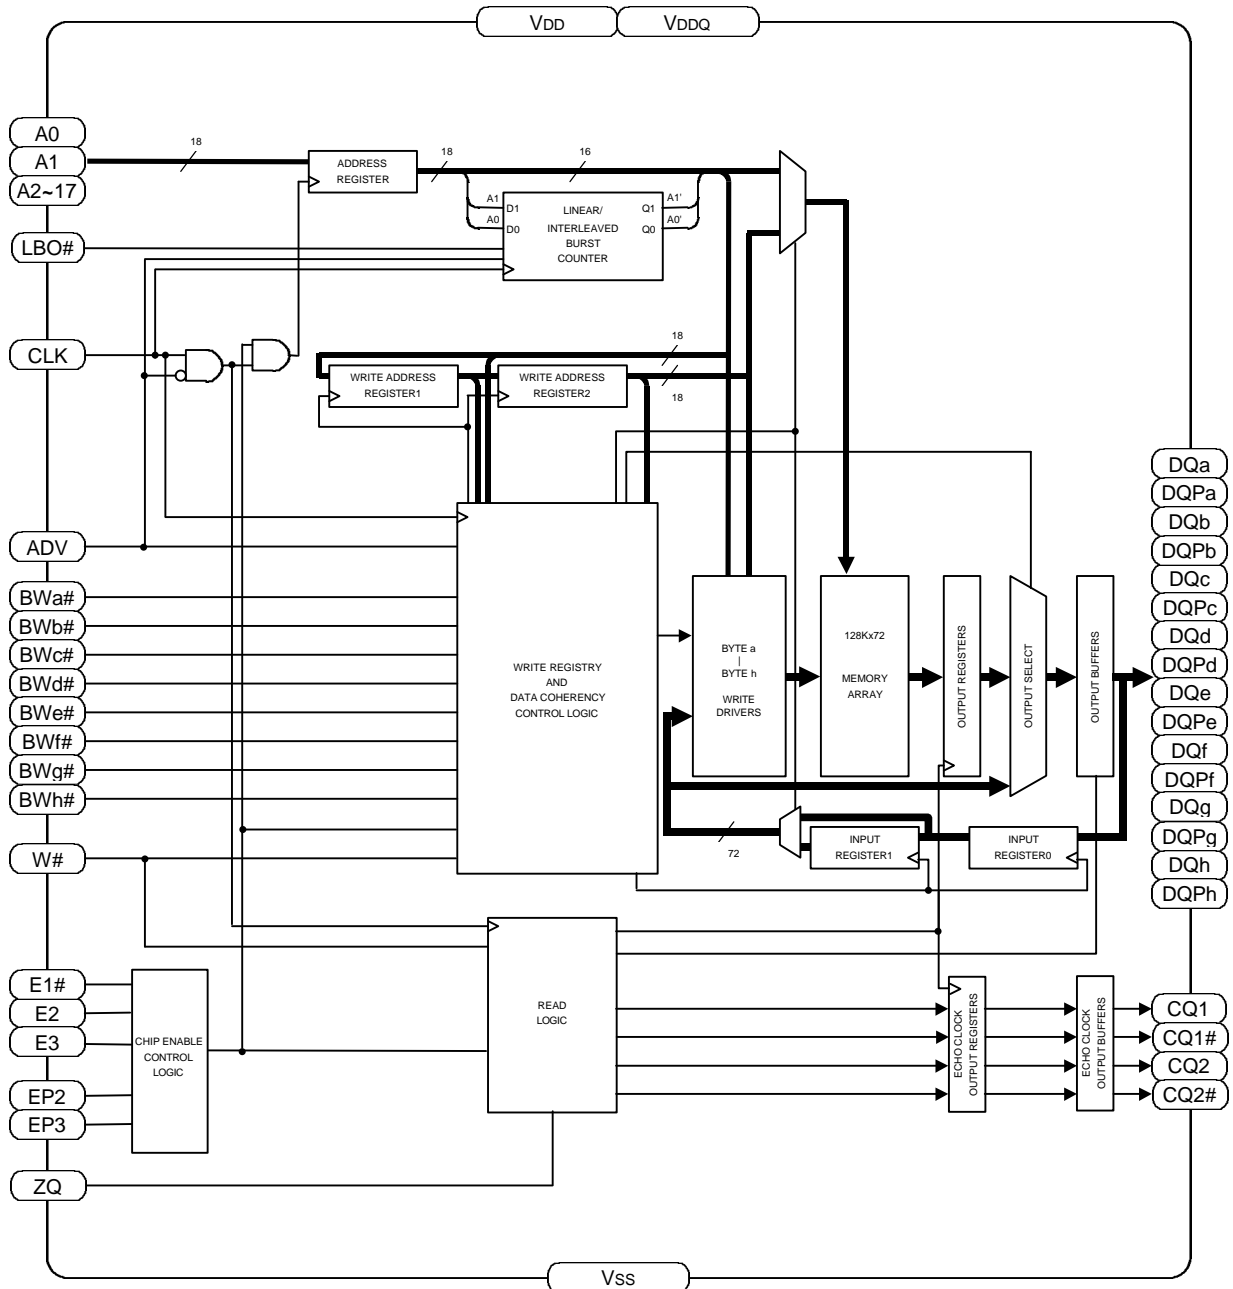 VDD
VDDQ
A0
A1
A2~17
LBO#
CLK
ADV
BWa#
BWb#
BWc#
BWd#
BWe#
BWf#
BWg#
BWh#
W#
E1#
E2
E3
EP2
EP3
ZQ
18
ADDRESS
REGISTER
18
16
A1
A0
D1
D0
LINEAR/
INTERLEAVED
BURST
COUNTER
Q1
Q0
A1'
A0'
WRITE ADDRESS
REGISTER1
WRITE ADDRESS
REGISTER2
18
18
WRITE REGISTRY
AND
DATA COHERENCY
CONTROL LOGIC
BYTE a
|
BYTE h
WRITE
DRIVERS
128Kx72
MEMORY
ARRAY
OUTPUT REGISTERS
OUTPUT SELECT
OUTPUT BUFFERS
72
INPUT
REGISTER1
INPUT
REGISTER0
CHIP ENABLE
CONTROL
LOGIC
READ
LOGIC
ECHO CLOCK
OUTPUT REGISTERS
ECHO CLOCK
OUTPUT BUFFERS
DQa
DQPa
DQb
DQPb
DQc
DQPc
DQd
DQPd
DQe
DQPe
DQf
DQPf
DQg
DQPg
DQh
DQPh
CQ1
CQ1#
CQ2
CQ2#
VSS